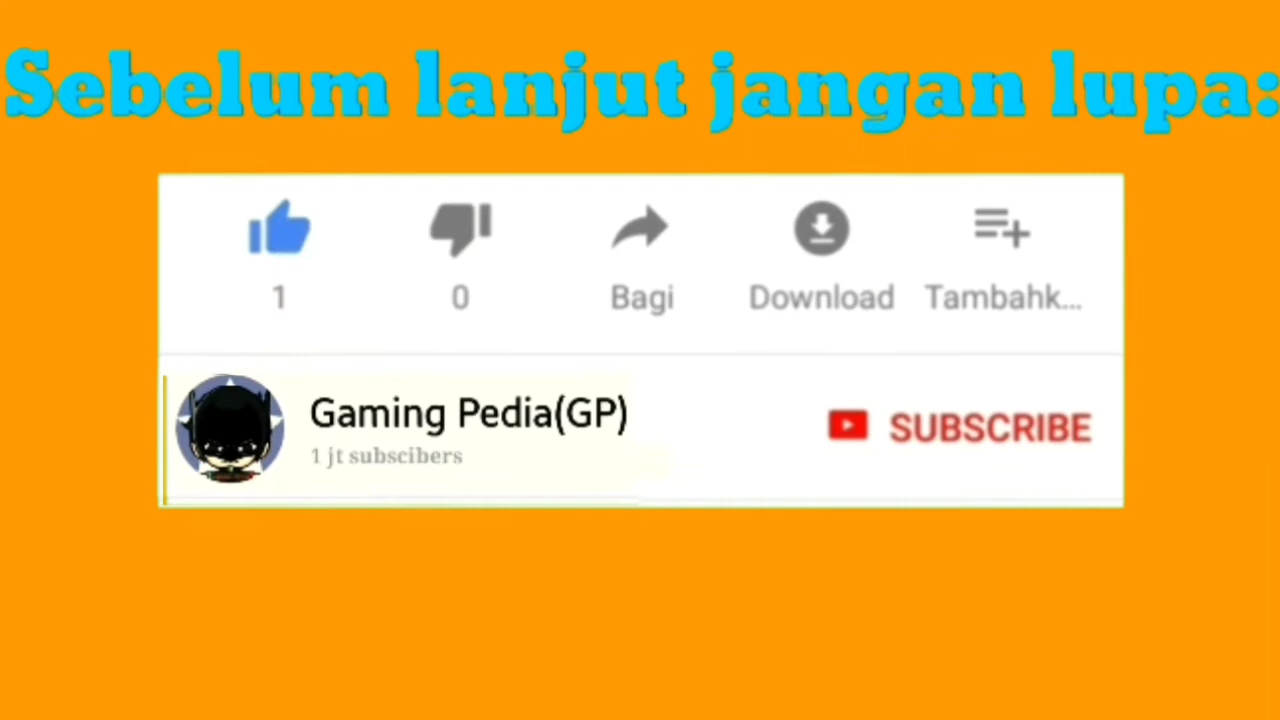 Sebelum lanjut jangan lupa:
1 0 Bagi Download Tambahk...
Gaming Pedia(GP)
1 jt subscibers
SUBSCRIBE